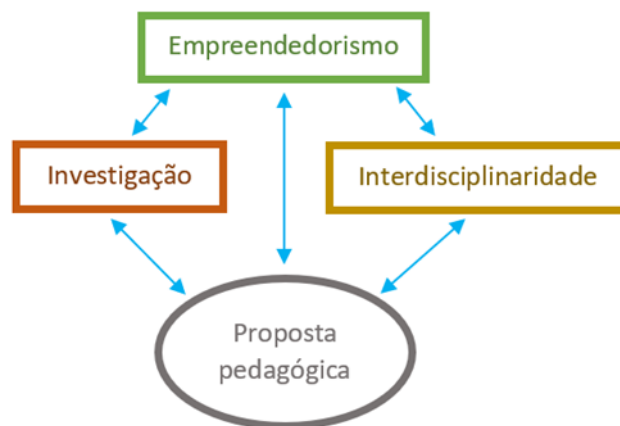 Empreendedorismo
Investigação
Interdisciplinaridade
Proposta
pedagógica